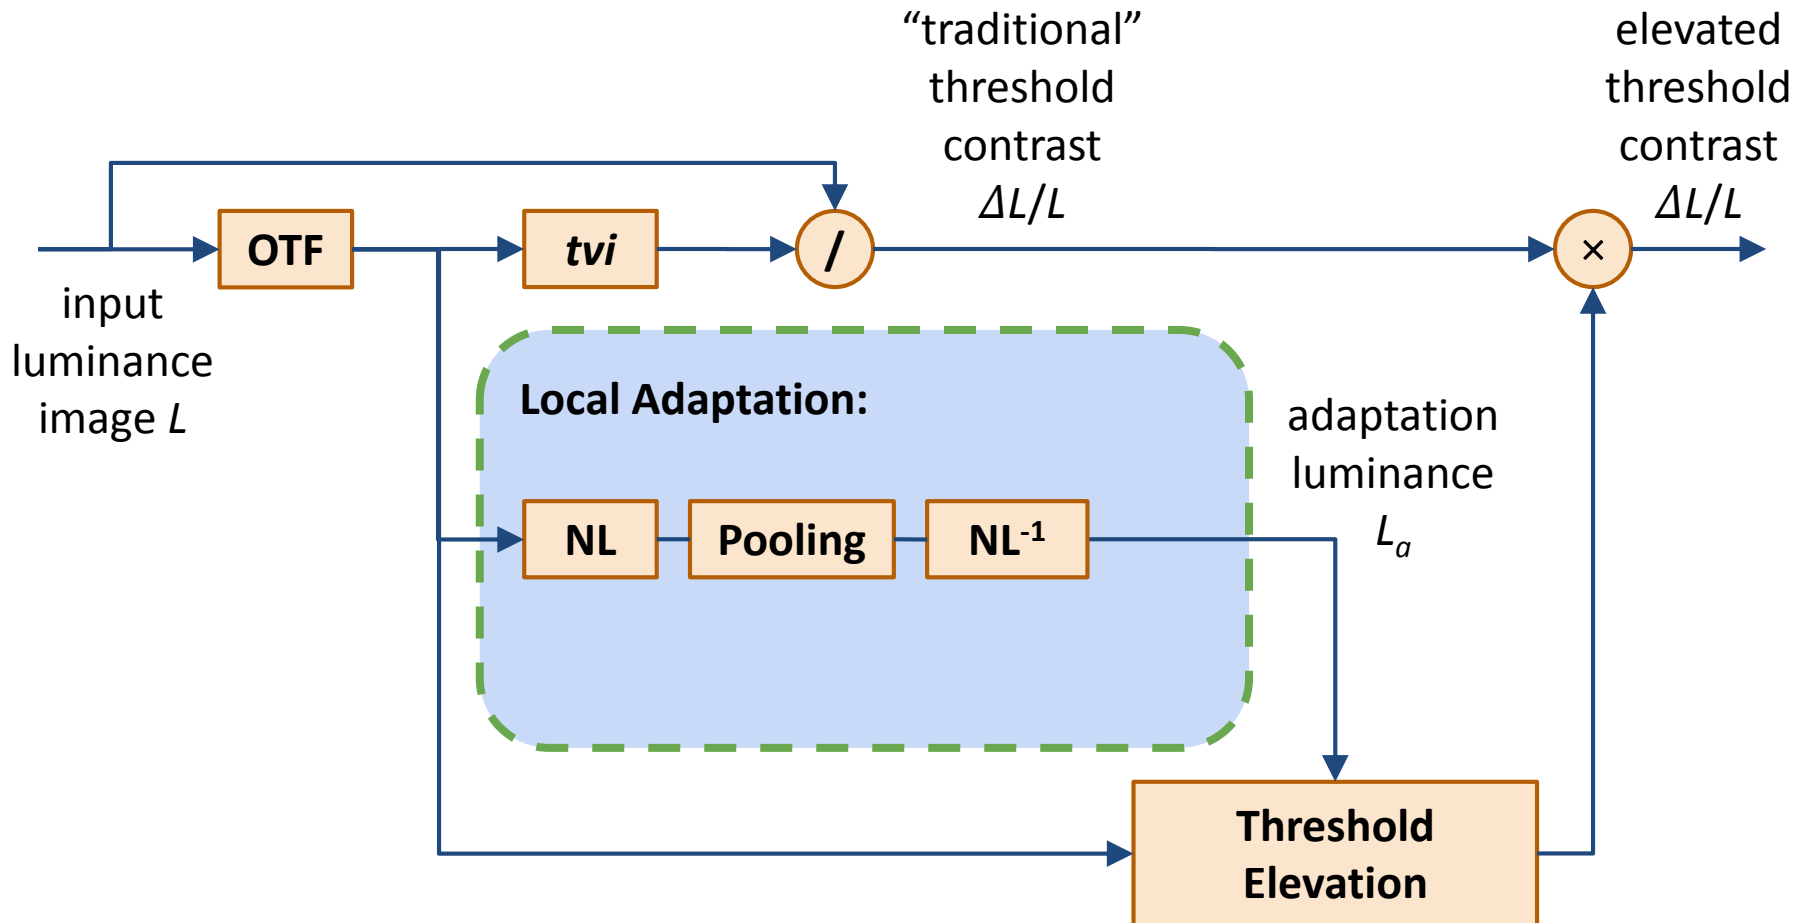 “traditional”
threshold
contrast
ΔL/L
elevated
threshold
contrast
ΔL/L
OTF
tvi
/
×
input
luminance
image L
Local Adaptation:
adaptation
luminance
Lₐ
NL
Pooling
NL⁻¹
Threshold
Elevation